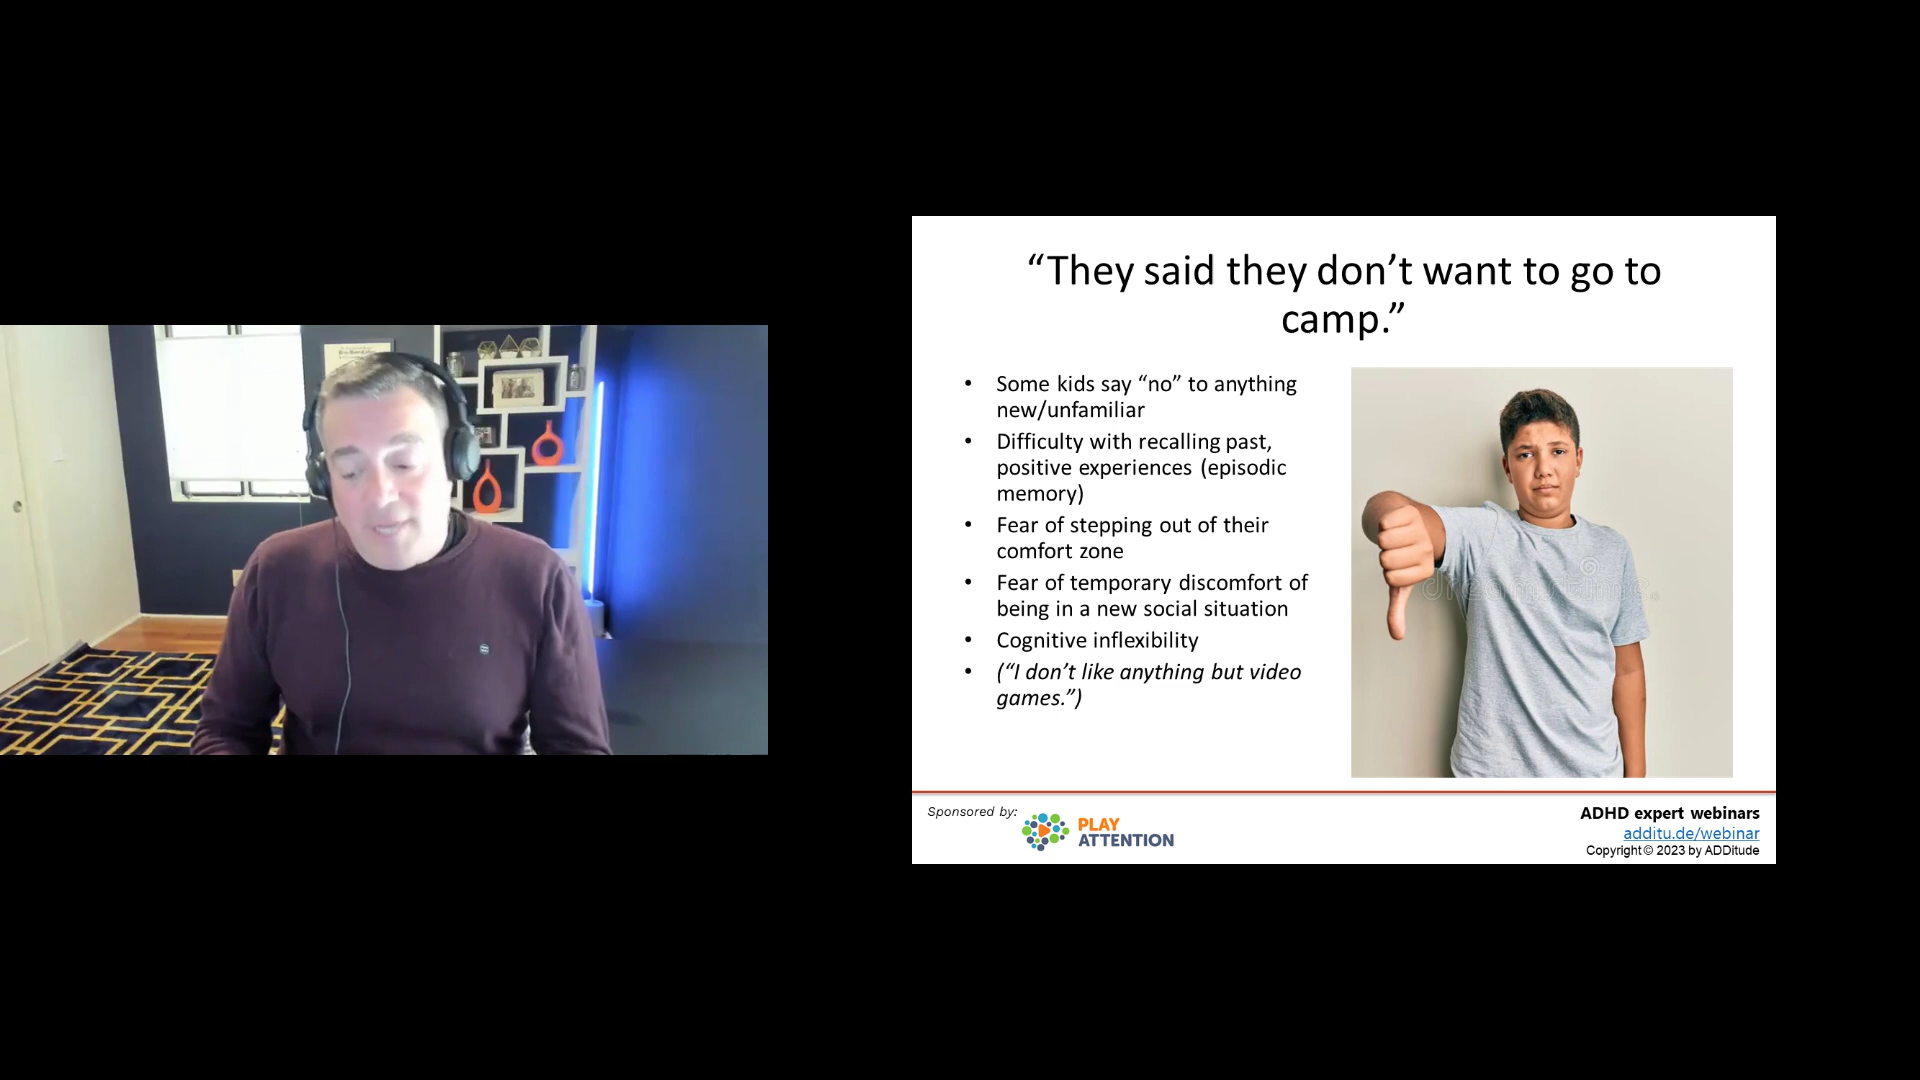 “They said they don’t want to go to
camp.”
• Some kids say “no” to anything
new/unfamiliar
• Difficulty with recalling past,
positive experiences (episodic
memory)
• Fear of stepping out of their
comfort zone
• Fear of temporary discomfort of
being in a new social situation
• Cognitive inflexibility
• (“I don’t like anything but video
games.”)
dreamstime.
Sponsored by:
PLAY
ATTENTION
ADHD expert webinars
additu.de/webinar
Copyright © 2023 by ADDitude